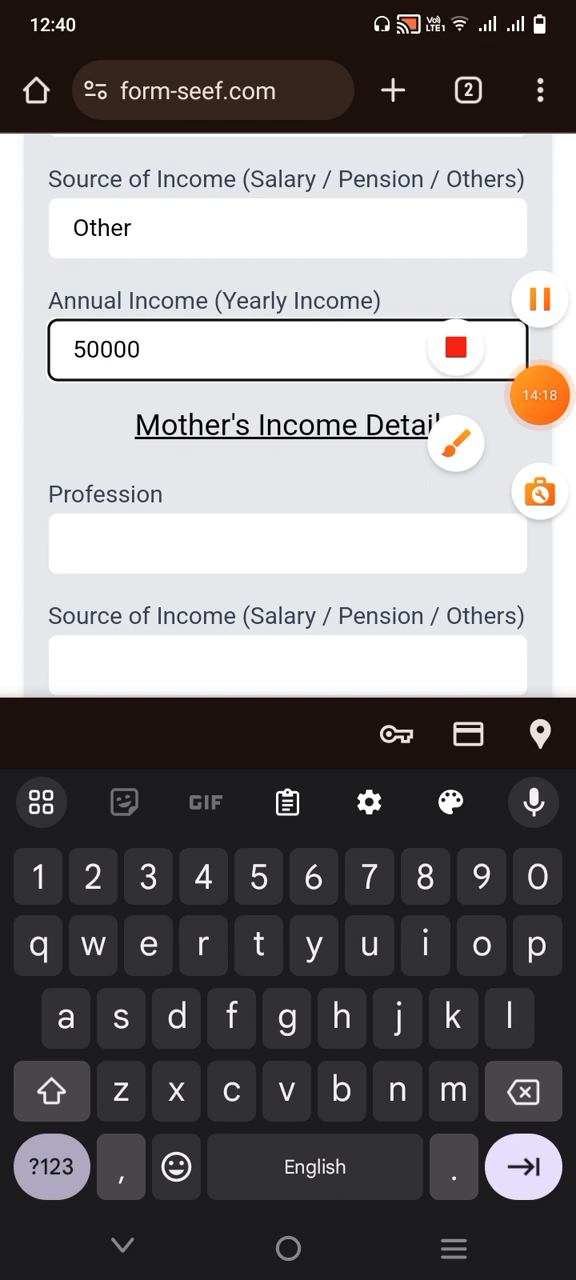 12:40
Vo) LTE1
form-seef.com
2
Source of Income (Salary / Pension / Others)
Other
Annual Income (Yearly Income)
50000
14:18
Mother's Income Detail
Profession
Source of Income (Salary / Pension / Others)
GIF
1 2 3 4 5 6 7 8 9 0
q w e r t y u i o p
a s d f g h j k l
z x c v b n m
?123 , English .